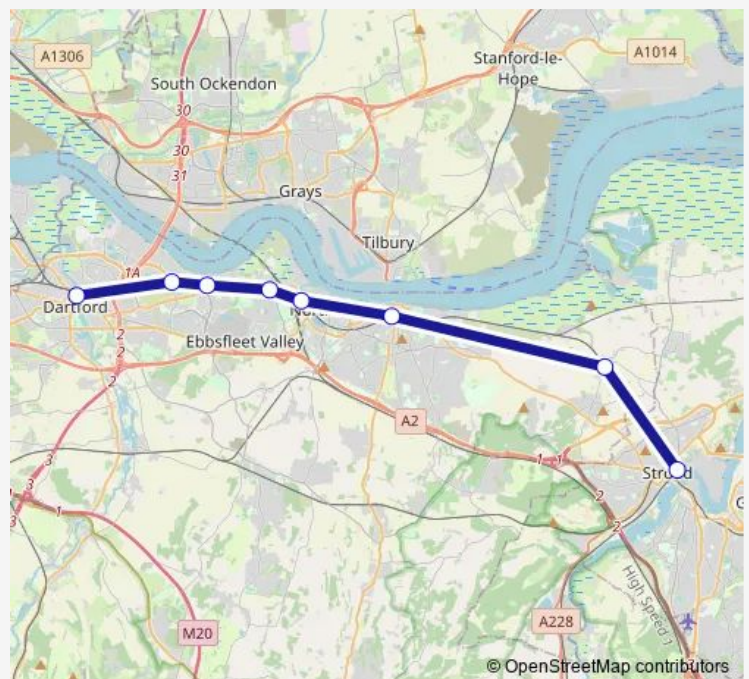 A1306
Stanford-le-
Hope
A1014
South Ockendon
30
30
31
Grays
Tilbury
1A
Dartford
2
2
2
Ebbsfleet Valley
A2
1
1
2
2
3
3
3
1
M20
A228
High Speed 1
© OpenStreetMap contributors